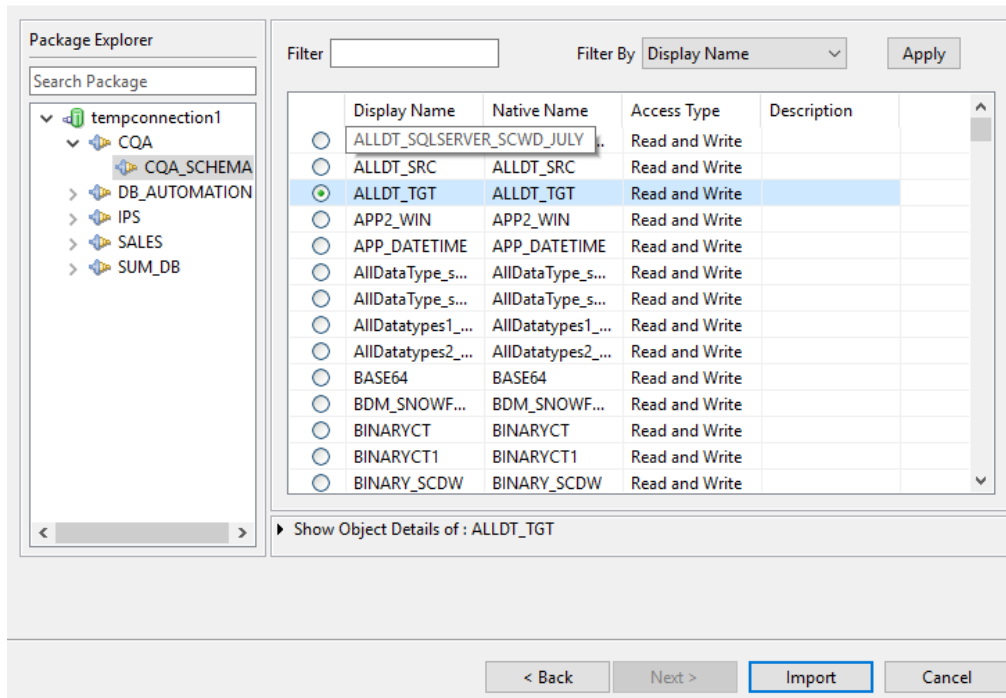 Package Explorer
Search Package
tempconnection1
CQA
CQA_SCHEMA
DB_AUTOMATION
IPS
SALES
SUM_DB
Filter Filter By Display Name Apply
Display Name Native Name Access Type Description
ALLDT_SQLSERVER_SCWD_JULY .. Read and Write
ALLDT_SRC ALLDT_SRC Read and Write
ALLDT_TGT ALLDT_TGT Read and Write
APP2_WIN APP2_WIN Read and Write
APP_DATETIME APP_DATETIME Read and Write
AllDataType_s... AllDataType_s... Read and Write
AllDataType_s... AllDataType_s... Read and Write
AllDatatypes1_... AllDatatypes1_... Read and Write
AllDatatypes2_... AllDatatypes2_... Read and Write
BASE64 BASE64 Read and Write
BDM_SNOWF... BDM_SNOWF... Read and Write
BINARYCT BINARYCT Read and Write
BINARYCT1 BINARYCT1 Read and Write
BINARY_SCDW BINARY_SCDW Read and Write
Show Object Details of : ALLDT_TGT
< Back Next > Import Cancel